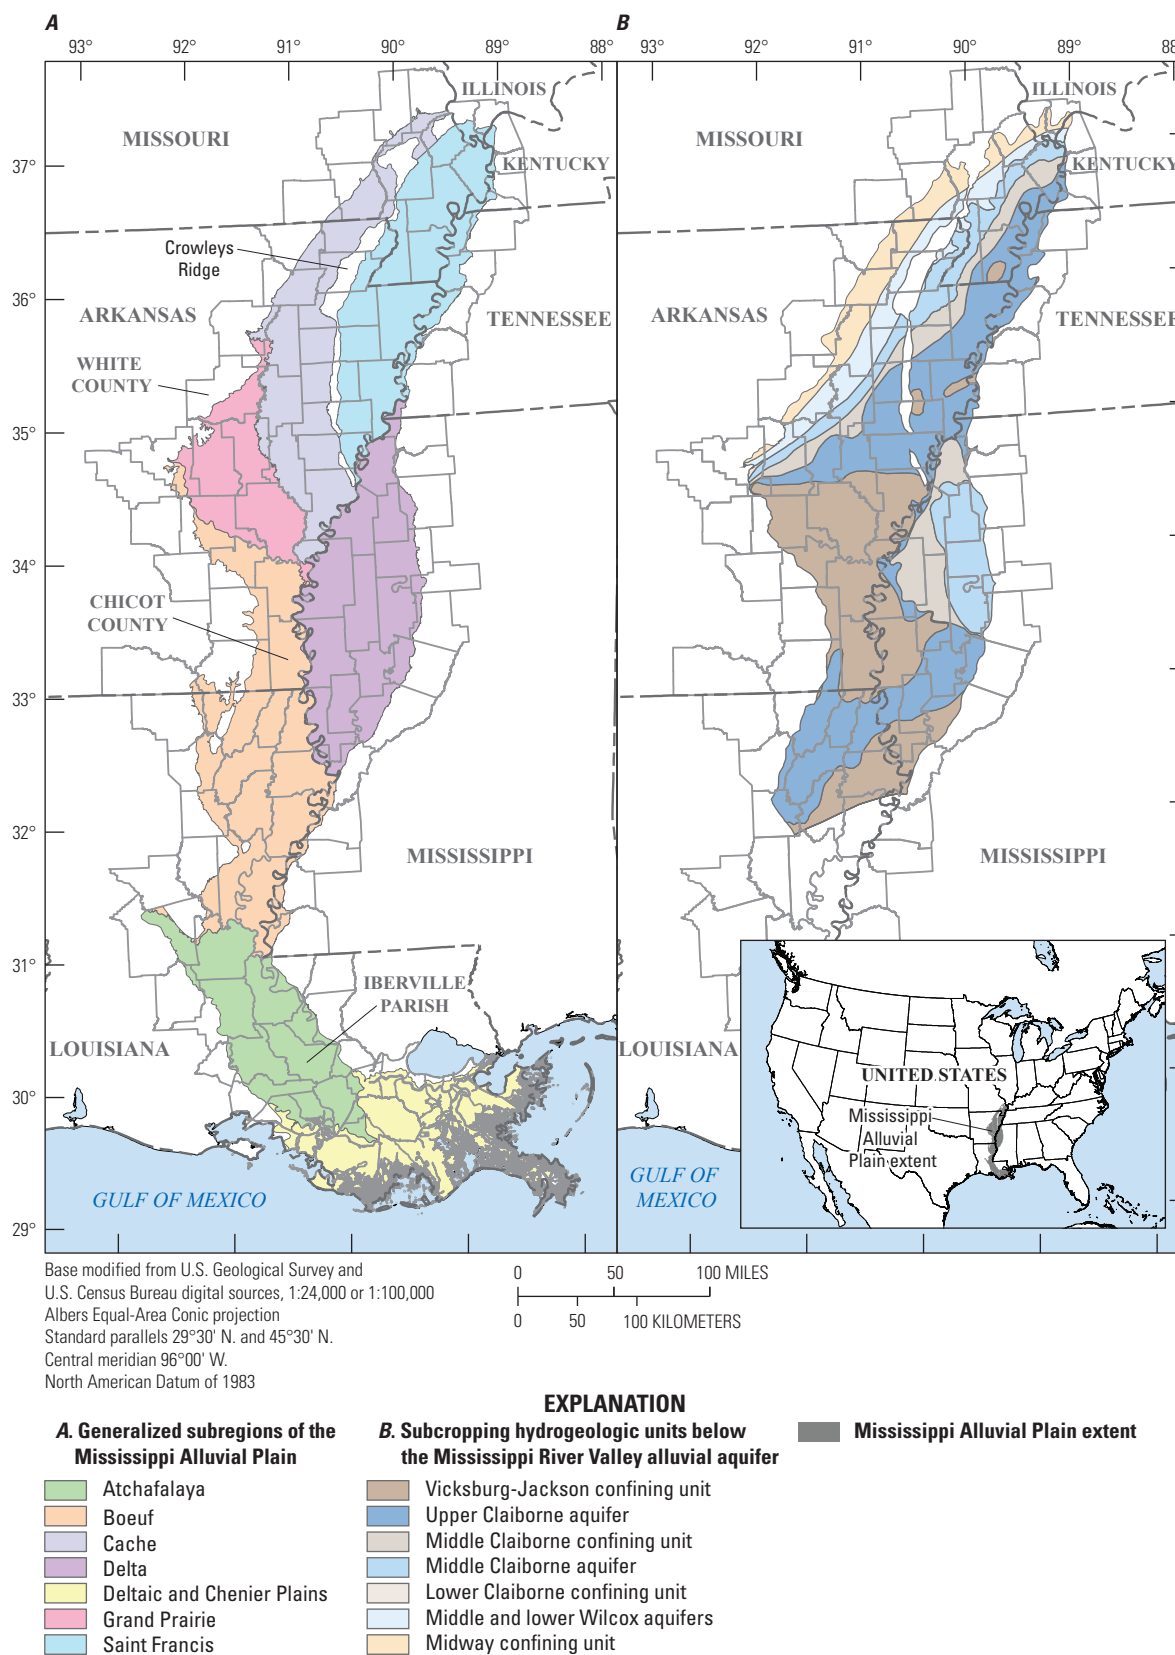 A
B
93° 92° 91° 90° 89° 88°
93° 92° 91° 90° 89° 88
ILLINOIS
MISSOURI
KENTUCKY
37°
Crowleys
Ridge
36°
ARKANSAS
TENNESSEE
WHITE
COUNTY
35°
34°
CHICOT
COUNTY
33°
32°
MISSISSIPPI
31°
IBERVILLE
PARISH
LOUISIANA
30°
GULF OF MEXICO
29°
ILLINOIS
MISSOURI
KENTUCKY
ARKANSAS
TENNESSEE
MISSISSIPPI
LOUISIANA
UNITED STATES
Mississippi
Alluvial
Plain extent
GULF OF
MEXICO
Base modified from U.S. Geological Survey and
U.S. Census Bureau digital sources, 1:24,000 or 1:100,000
Albers Equal-Area Conic projection
Standard parallels 29°30' N. and 45°30' N.
Central meridian 96°00' W.
North American Datum of 1983
0 50 100 MILES
0 50 100 KILOMETERS
EXPLANATION
A. Generalized subregions of the
Mississippi Alluvial Plain
Atchafalaya
Boeuf
Cache
Delta
Deltaic and Chenier Plains
Grand Prairie
Saint Francis
B. Subcropping hydrogeologic units below
the Mississippi River Valley alluvial aquifer
Vicksburg-Jackson confining unit
Upper Claiborne aquifer
Middle Claiborne confining unit
Middle Claiborne aquifer
Lower Claiborne confining unit
Middle and lower Wilcox aquifers
Midway confining unit
Mississippi Alluvial Plain extent